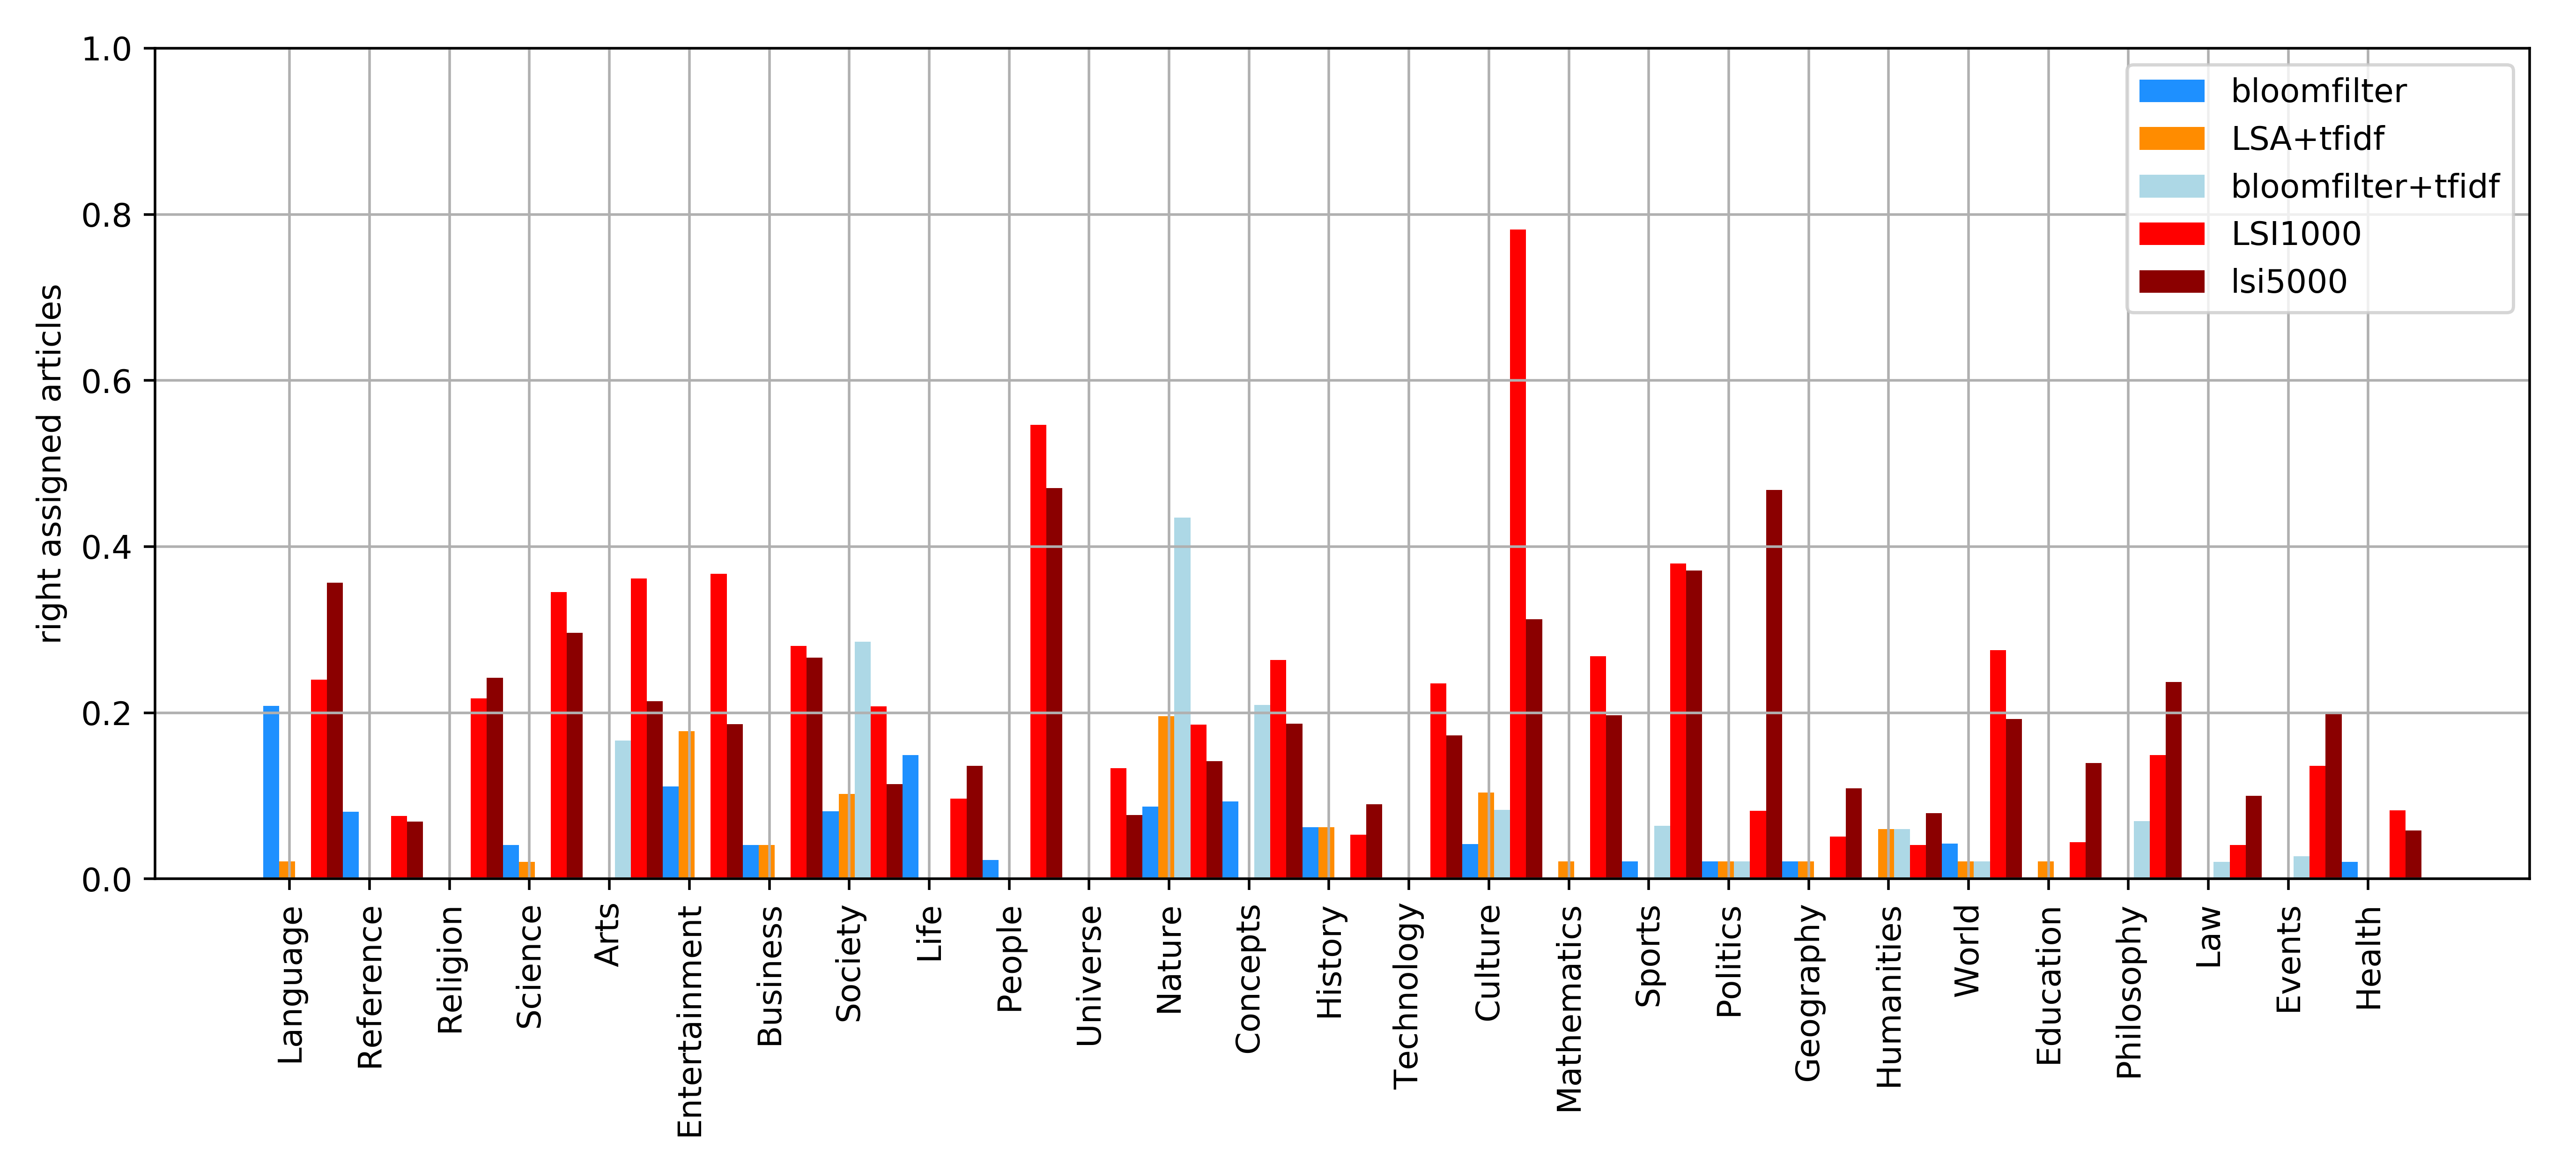 1.0
0.8
0.6
0.4
0.2
0.0
right assigned articles
bloomfilter
LSA+tfidf
bloomfilter+tfidf
LSI1000
lsi5000
Language
Reference
Religion
Science
Arts
Entertainment
Business
Society
Life
People
Universe
Nature
Concepts
History
Technology
Culture
Mathematics
Sports
Politics
Geography
Humanities
World
Education
Philosophy
Law
Events
Health